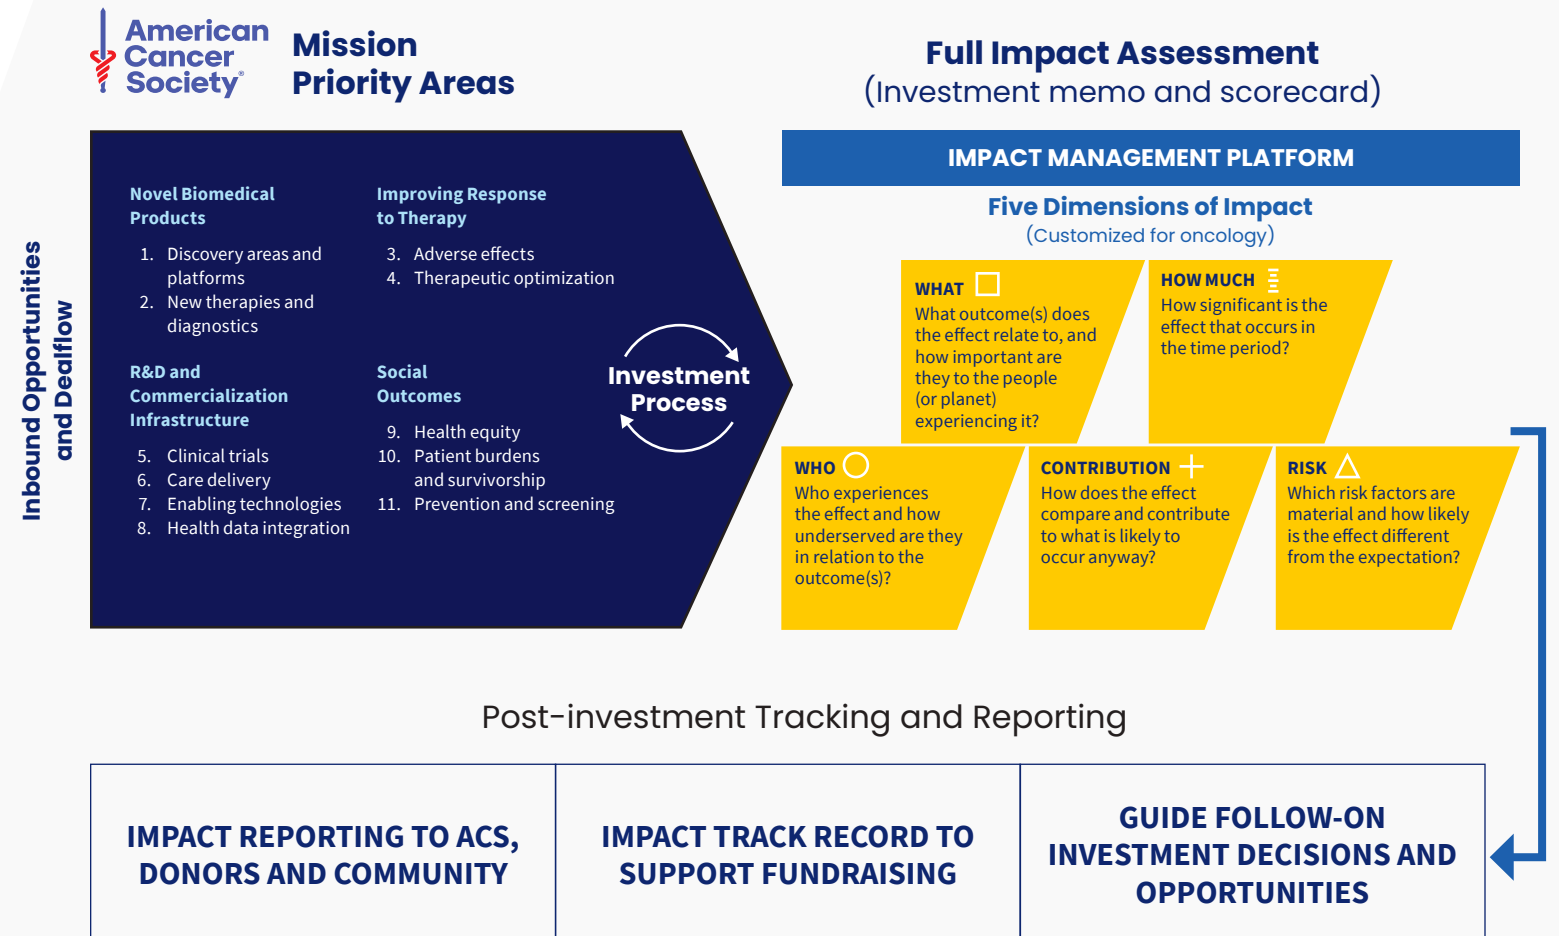 American
Cancer
Society®
Mission
Priority Areas
Full Impact Assessment
(Investment memo and scorecard)
Inbound Opportunities
and Dealflow
Novel Biomedical
Products
1. Discovery areas and
platforms
2. New therapies and
diagnostics
Improving Response
to Therapy
3. Adverse effects
4. Therapeutic optimization
R&D and
Commercialization
Infrastructure
5. Clinical trials
6. Care delivery
7. Enabling technologies
8. Health data integration
Social
Outcomes
9. Health equity
10. Patient burdens
and survivorship
11. Prevention and screening
Investment
Process
IMPACT MANAGEMENT PLATFORM
Five Dimensions of Impact
(Customized for oncology)
WHAT
What outcome(s) does
the effect relate to, and
how important are
they to the people
(or planet)
experiencing it?
HOW MUCH
How significant is the
effect that occurs in
the time period?
WHO
Who experiences
the effect and how
underserved are they
in relation to the
outcome(s)?
CONTRIBUTION
How does the effect
compare and contribute
to what is likely to
occur anyway?
RISK
Which risk factors are
material and how likely
is the effect different
from the expectation?
Post-investment Tracking and Reporting
IMPACT REPORTING TO ACS,
DONORS AND COMMUNITY
IMPACT TRACK RECORD TO
SUPPORT FUNDRAISING
GUIDE FOLLOW-ON
INVESTMENT DECISIONS AND
OPPORTUNITIES